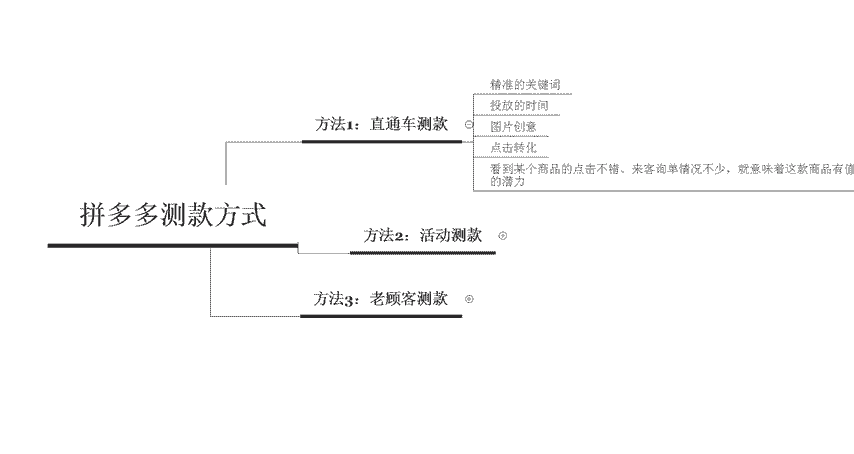 精准的关键词
投放的时间
方法1：直通车测款
图片创意
点击转化
看到某个商品的点击不错、来客询单情况不少，就意味着这款商品有值
的潜力
拼多多测款方式
方法2：活动测款
方法3：老顾客测款